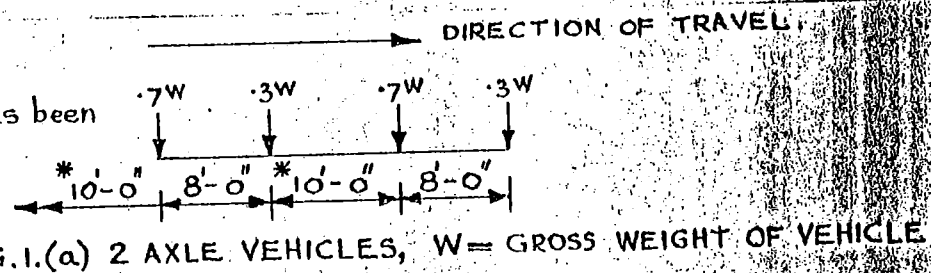 DIRECTION OF TRAVEL.
.7W .3W .7W .3W
s been
* 10'-0" 8'-0" * 10'-0" 8'-0"
G.1.(a) 2 AXLE VEHICLES, W= GROSS WEIGHT OF VEHICLE